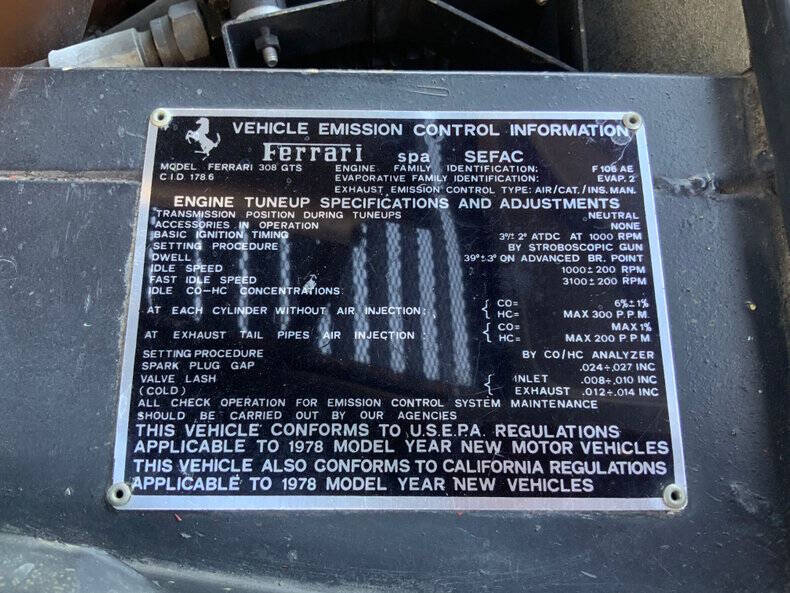 VEHICLE EMISSION CONTROL INFORMATION
Ferrari spa SEFAC
MODEL FERRARI 308 GTS ENGINE FAMILY IDENTIFICATION: F 106 AE
C I.D 178.6 EVAPORATIVE FAMILY IDENTIFICATION: EVAP. 2
EXHAUST EMISSION CONTROL TYPE: AIR/CAT./INS. MAN.
ENGINE TUNEUP SPECIFICATIONS AND ADJUSTMENTS
TRANSMISSION POSITION DURING TUNEUPS NEUTRAL
ACCESSORIES IN OPERATION NONE
BASIC IGNITION TIMING 3°± 2° ATDC AT 1000 RPM
SETTING PROCEDURE BY STROBOSCOPIC GUN
DWELL 39°±3° ON ADVANCED BR. POINT
IDLE SPEED 1000± 200 RPM
FAST IDLE SPEED 3100± 200 RPM
IDLE CO-HC CONCENTRATIONS:
AT EACH CYLINDER WITHOUT AIR INJECTION: CO= 6%±1%
HC= MAX 300 P.P.M.
AT EXHAUST TAIL PIPES AIR INJECTION: CO= MAX 1%
HC= MAX 200 P.P.M
SETTING PROCEDURE BY CO/HC ANALYZER
SPARK PLUG GAP .024÷.027 INC
VALVE LASH INLET .008÷.010 INC
(COLD) EXHAUST .012÷.014 INC
ALL CHECK OPERATION FOR EMISSION CONTROL SYSTEM MAINTENANCE
SHOULD BE CARRIED OUT BY OUR AGENCIES
THIS VEHICLE CONFORMS TO U.S.E.P.A. REGULATIONS
APPLICABLE TO 1978 MODEL YEAR NEW MOTOR VEHICLES
THIS VEHICLE ALSO CONFORMS TO CALIFORNIA REGULATIONS
APPLICABLE TO 1978 MODEL YEAR NEW VEHICLES